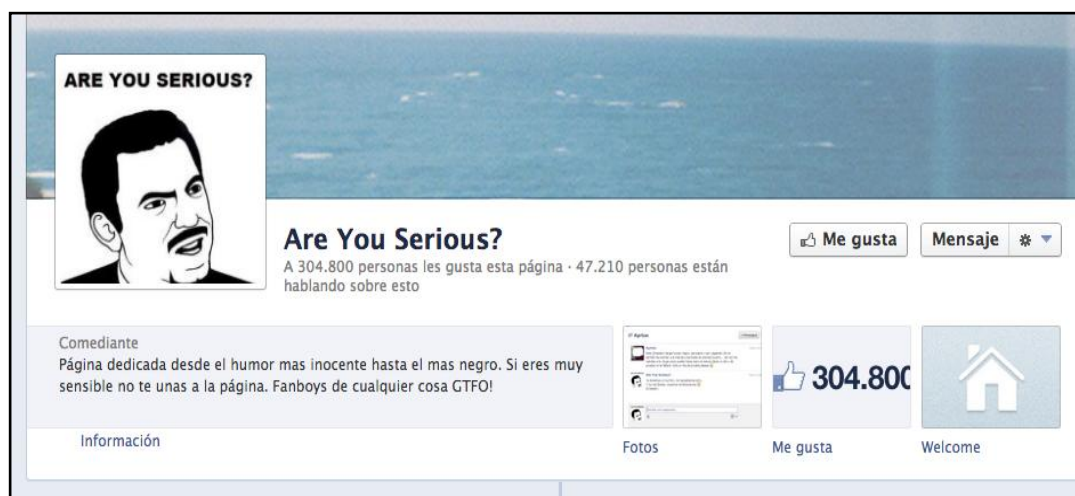 ARE YOU SERIOUS?
Are You Serious?
A 304.800 personas les gusta esta página · 47.210 personas están
hablando sobre esto
Me gusta
Mensaje
Comediante
Página dedicada desde el humor mas inocente hasta el mas negro. Si eres muy
sensible no te unas a la página. Fanboys de cualquier cosa GTFO!
Información
304.800
Fotos
Me gusta
Welcome